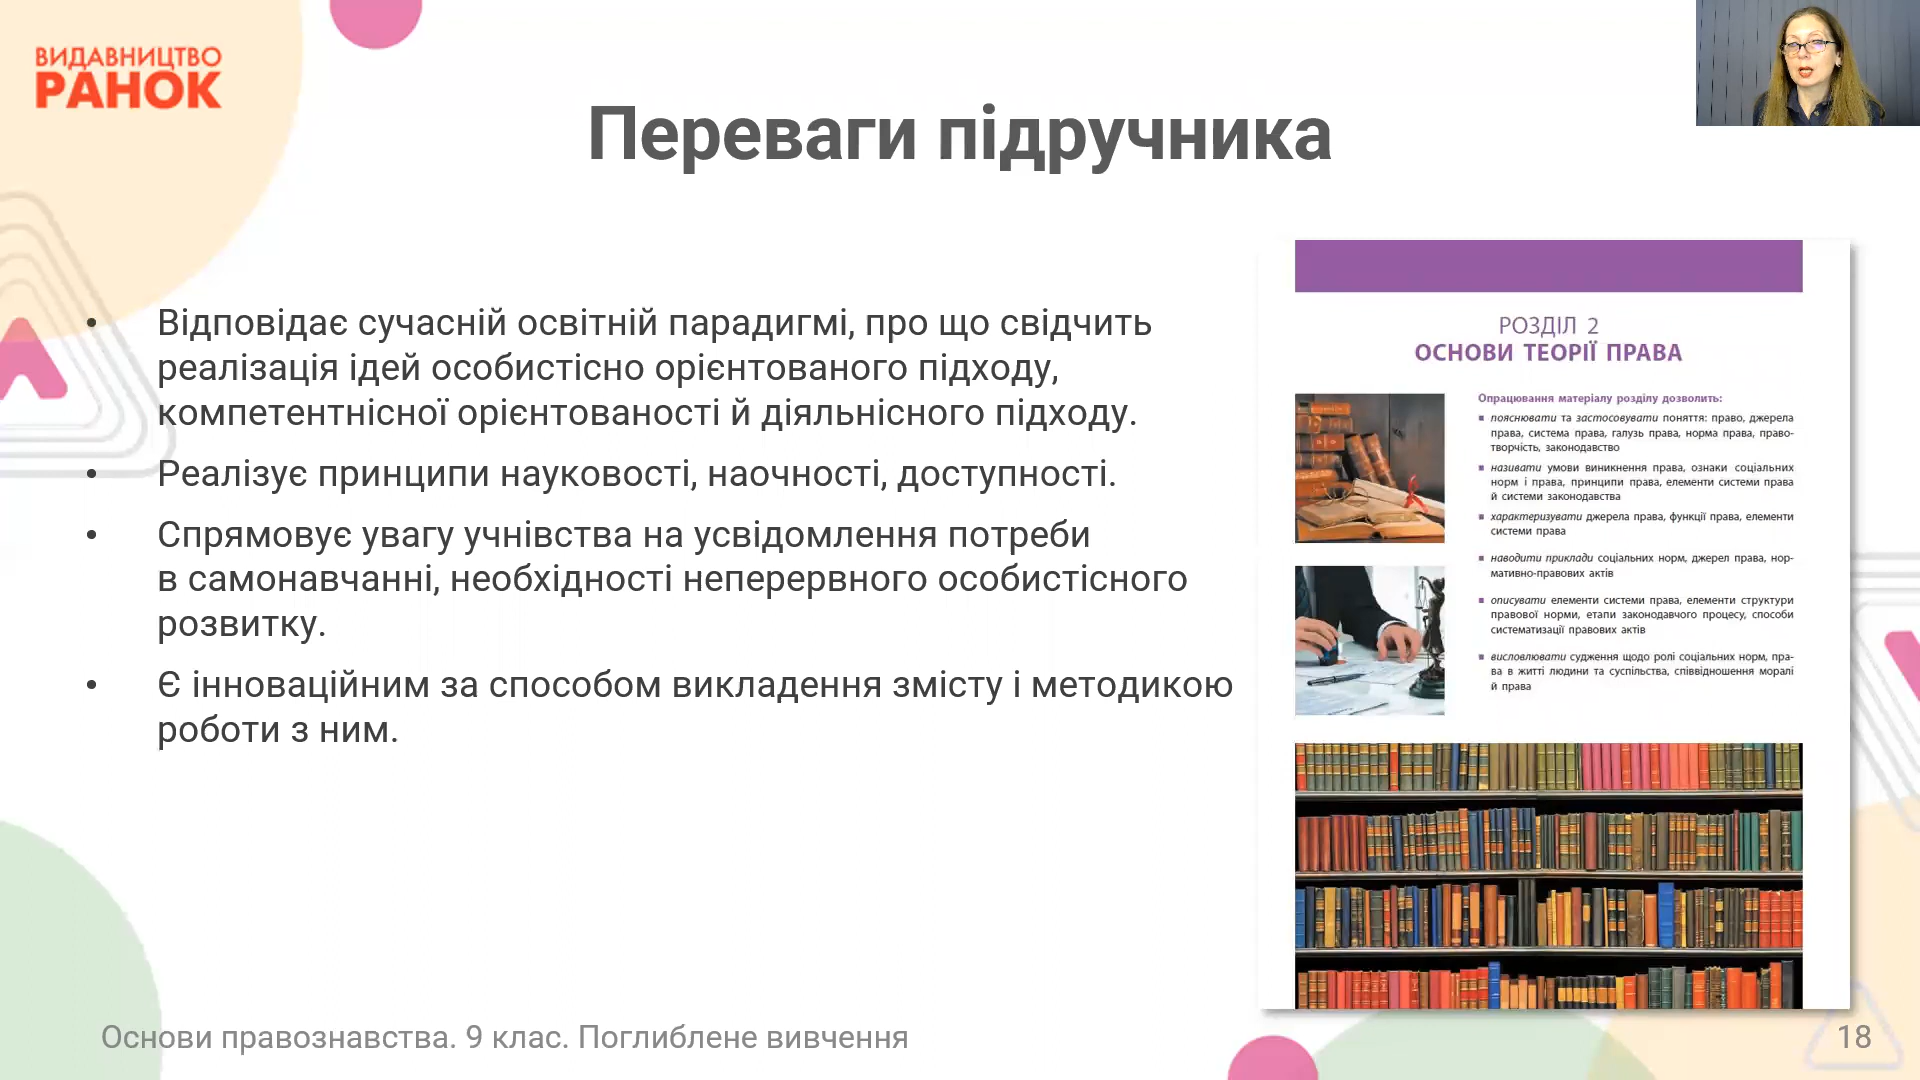 ВИДАВНИЦТВО
РАНОК
Переваги підручника
• Відповідає сучасній освітній парадигмі, про що свідчить
реалізація ідей особистісно орієнтованого підходу,
компетентнісної орієнтованості й діяльнісного підходу.
• Реалізує принципи науковості, наочності, доступності.
• Спрямовує увагу учнівства на усвідомлення потреби
в самонавчанні, необхідності неперервного особистісного
розвитку.
• Є інноваційним за способом викладення змісту і методикою
роботи з ним.
РОЗДІЛ 2
ОСНОВИ ТЕОРІЇ ПРАВА
Опрацювання матеріалу розділу дозволить:
▪ пояснювати та застосовувати поняття: право, джерела
права, система права, галузь права, норма права, право-
творчість, законодавство
▪ називати умови виникнення права, ознаки соціальних
норм і права, принципи права, елементи системи права
й системи законодавства
▪ характеризувати джерела права, функції права, елементи
системи права
▪ наводити приклади соціальних норм, джерел права, нор-
мативно-правових актів
▪ описувати елементи системи права, елементи структури
правової норми, етапи законодавчого процесу, способи
систематизації правових актів
▪ висловлювати судження щодо ролі соціальних норм, пра-
ва в житті людини та суспільства, співвідношення моралі
й права
Основи правознавства. 9 клас. Поглиблене вивчення
18